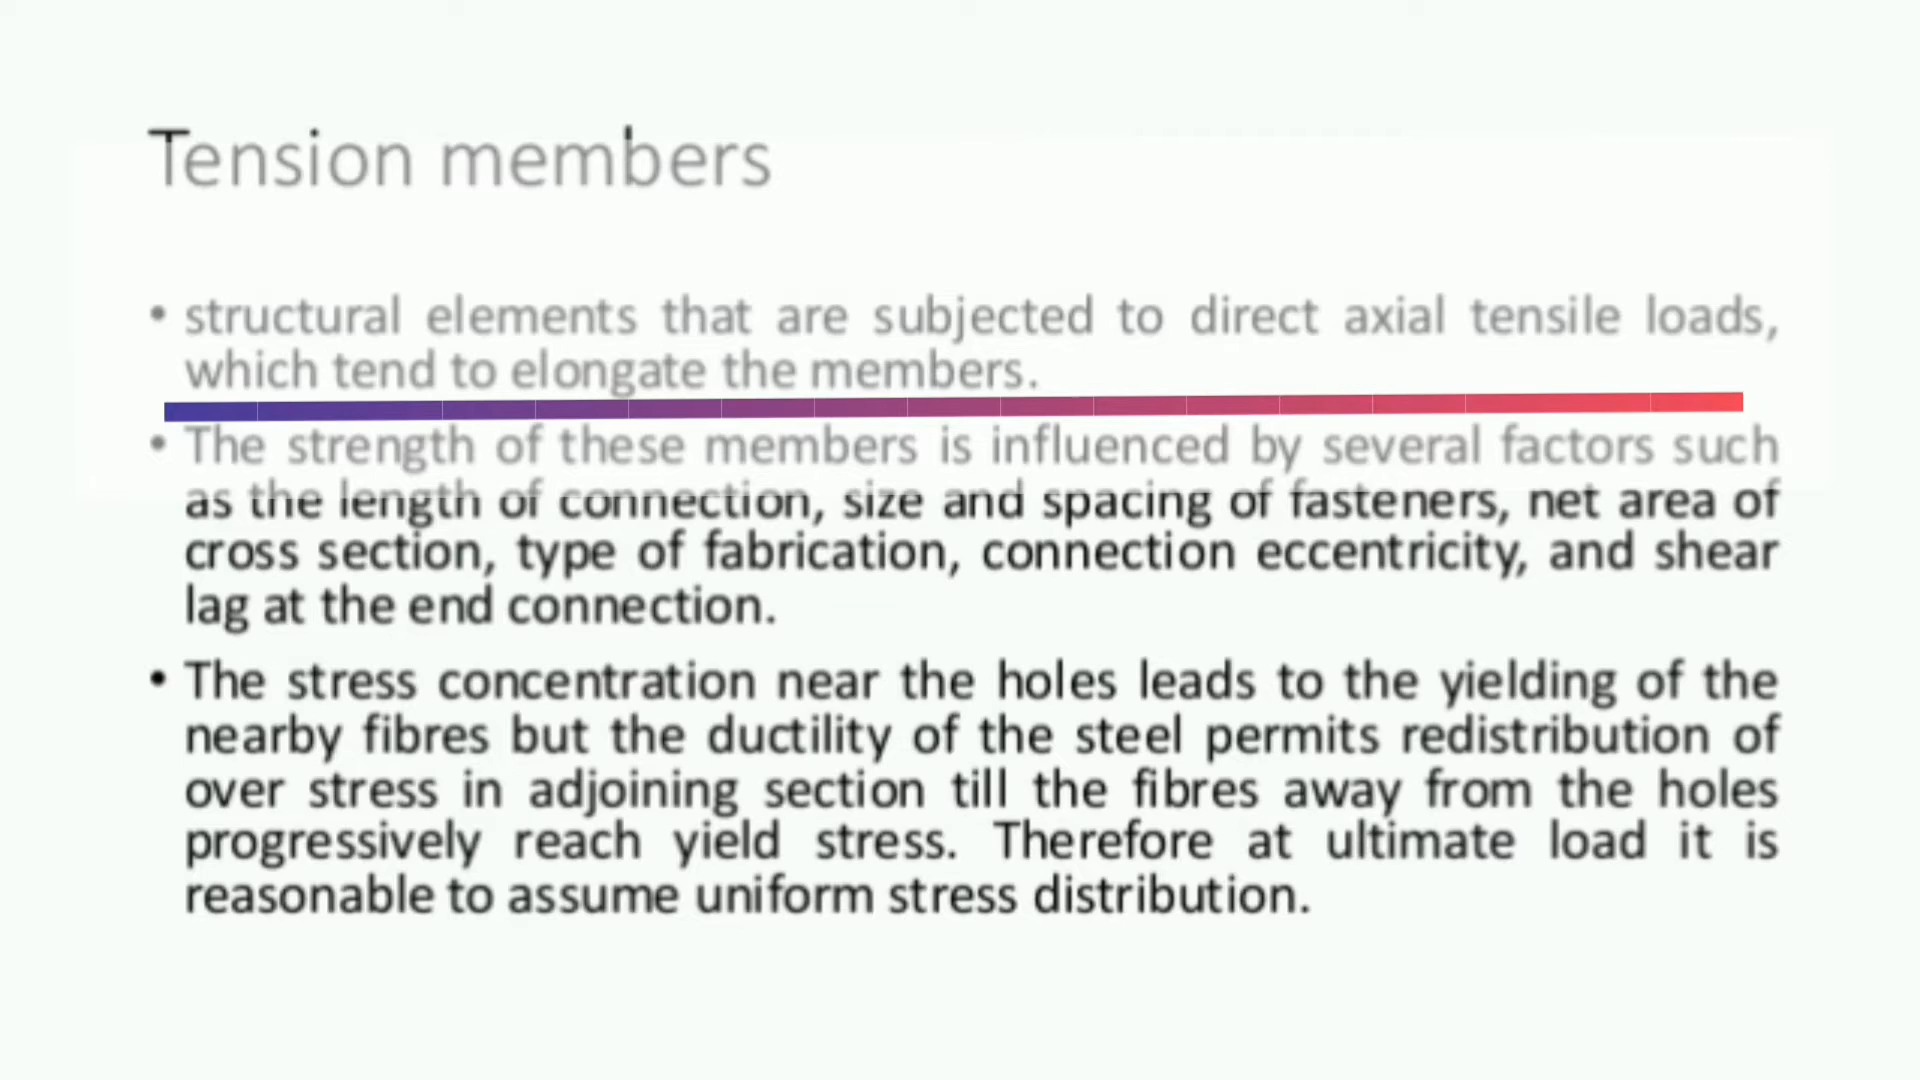 Tension members
• structural elements that are subjected to direct axial tensile loads,
which tend to elongate the members.
• The strength of these members is influenced by several factors such
as the length of connection, size and spacing of fasteners, net area of
cross section, type of fabrication, connection eccentricity, and shear
lag at the end connection.
• The stress concentration near the holes leads to the yielding of the
nearby fibres but the ductility of the steel permits redistribution of
over stress in adjoining section till the fibres away from the holes
progressively reach yield stress. Therefore at ultimate load it is
reasonable to assume uniform stress distribution.